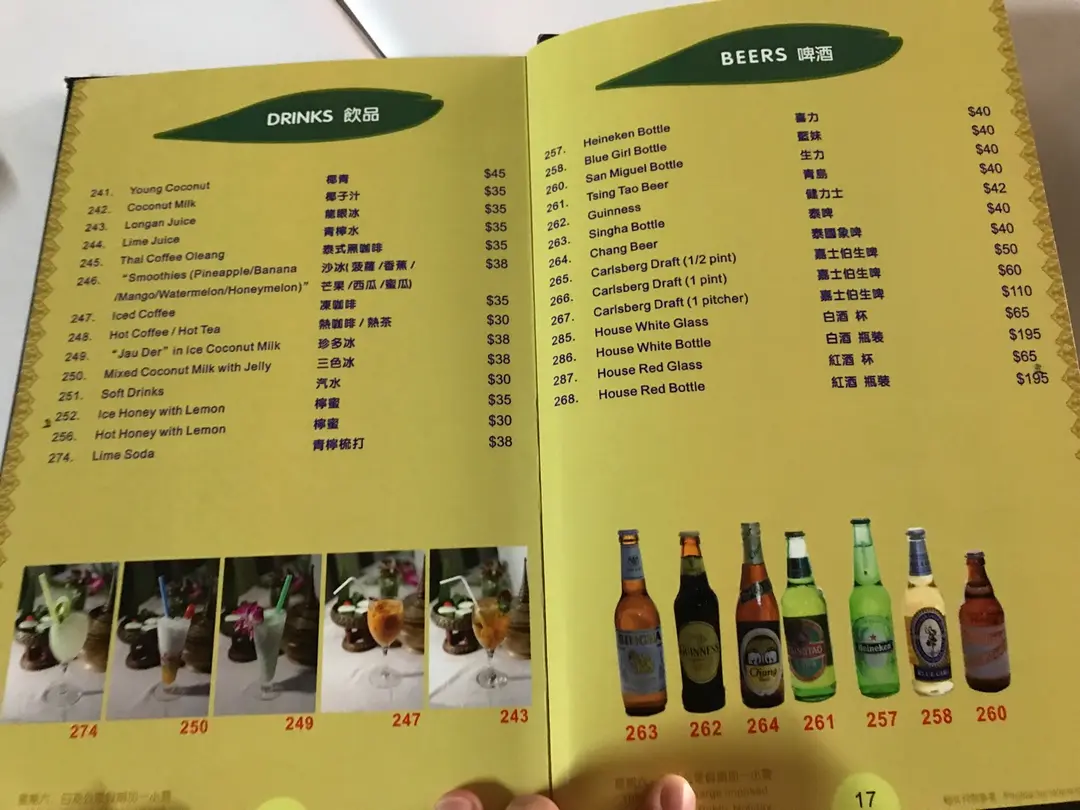 DRINKS 飲品
241. Young Coconut 椰青 $45
242. Coconut Milk 椰子汁 $35
243. Longan Juice 龍眼冰 $35
244. Lime Juice 青檸水 $35
245. Thai Coffee Oleang 泰式黑咖啡 $35
246. "Smoothies (Pineapple/Banana 沙冰( 菠蘿 /香蕉 / $38
/Mango/Watermelon/Honeymelon)" 芒果 /西瓜 /蜜瓜)
247. Iced Coffee 凍咖啡 $35
248. Hot Coffee / Hot Tea 熱咖啡 / 熱茶 $30
249. "Jau Der" in Ice Coconut Milk 珍多冰 $38
250. Mixed Coconut Milk with Jelly 三色冰 $38
251. Soft Drinks 汽水 $30
252. Ice Honey with Lemon 檸蜜 $35
256. Hot Honey with Lemon 檸蜜 $30
274. Lime Soda 青檸梳打 $38
274 250 249 247 243
BEERS 啤酒
257. Heineken Bottle 喜力 $40
258. Blue Girl Bottle 藍妹 $40
260. San Miguel Bottle 生力 $40
261. Tsing Tao Beer 青島 $40
262. Guinness 健力士 $42
263. Singha Bottle 泰啤 $40
264. Chang Beer 泰國象啤 $40
265. Carlsberg Draft (1/2 pint) 嘉士伯生啤 $50
266. Carlsberg Draft (1 pint) 嘉士伯生啤 $60
267. Carlsberg Draft (1 pitcher) 嘉士伯生啤 $110
285. House White Glass 白酒 杯 $65
286. House White Bottle 白酒 瓶裝 $195
287. House Red Glass 紅酒 杯 $65
268. House Red Bottle 紅酒 瓶裝 $195
GUINNESS Chang Heineken BLUE GIRL
263 262 264 261 257 258 260
17